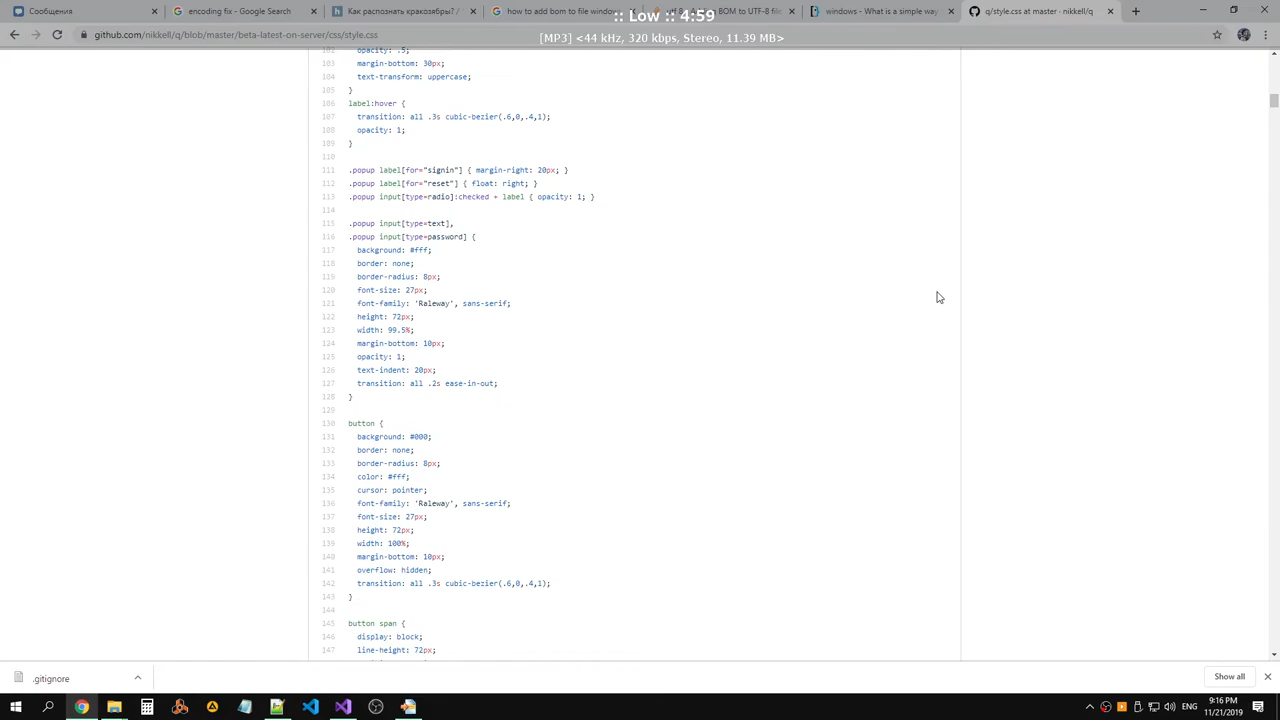 Сообщения
encoding fix - Google Search
Как распознать кракозябры? /
how to add bom to file window
BOM to UTF-8 file
windows - What is a simple way
q/style.css at master · nikkell/q
:: Low :: 4:59
github.com/nikkell/q/blob/master/beta-latest-on-server/css/style.css
[MP3] <44 kHz, 320 kbps, Stereo, 11.39 MB>
102 opacity: .5;
103 margin-bottom: 30px;
104 text-transform: uppercase;
105 }
106 label:hover {
107 transition: all .3s cubic-bezier(.6,0,.4,1);
108 opacity: 1;
109 }
110
111 .popup label[for="signin"] { margin-right: 20px; }
112 .popup label[for="reset"] { float: right; }
113 .popup input[type=radio]:checked + label { opacity: 1; }
114
115 .popup input[type=text],
116 .popup input[type=password] {
117 background: #fff;
118 border: none;
119 border-radius: 8px;
120 font-size: 27px;
121 font-family: 'Raleway', sans-serif;
122 height: 72px;
123 width: 99.5%;
124 margin-bottom: 10px;
125 opacity: 1;
126 text-indent: 20px;
127 transition: all .2s ease-in-out;
128 }
129
130 button {
131 background: #000;
132 border: none;
133 border-radius: 8px;
134 color: #fff;
135 cursor: pointer;
136 font-family: 'Raleway', sans-serif;
137 font-size: 27px;
138 height: 72px;
139 width: 100%;
140 margin-bottom: 10px;
141 overflow: hidden;
142 transition: all .3s cubic-bezier(.6,0,.4,1);
143 }
144
145 button span {
146 display: block;
147 line-height: 72px;
.gitignore
Show all
ENG
9:16 PM
11/21/2019